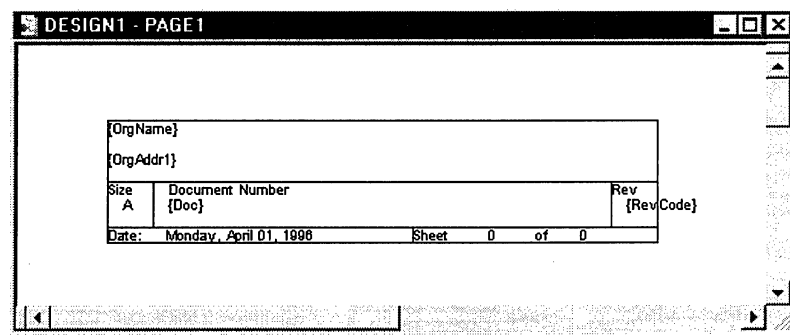 DESIGN1 - PAGE1
{OrgName}
{OrgAddr1}
Size Document Number Rev
A {Doc} {RevCode}
Date: Monday, April 01, 1996 Sheet 0 of 0